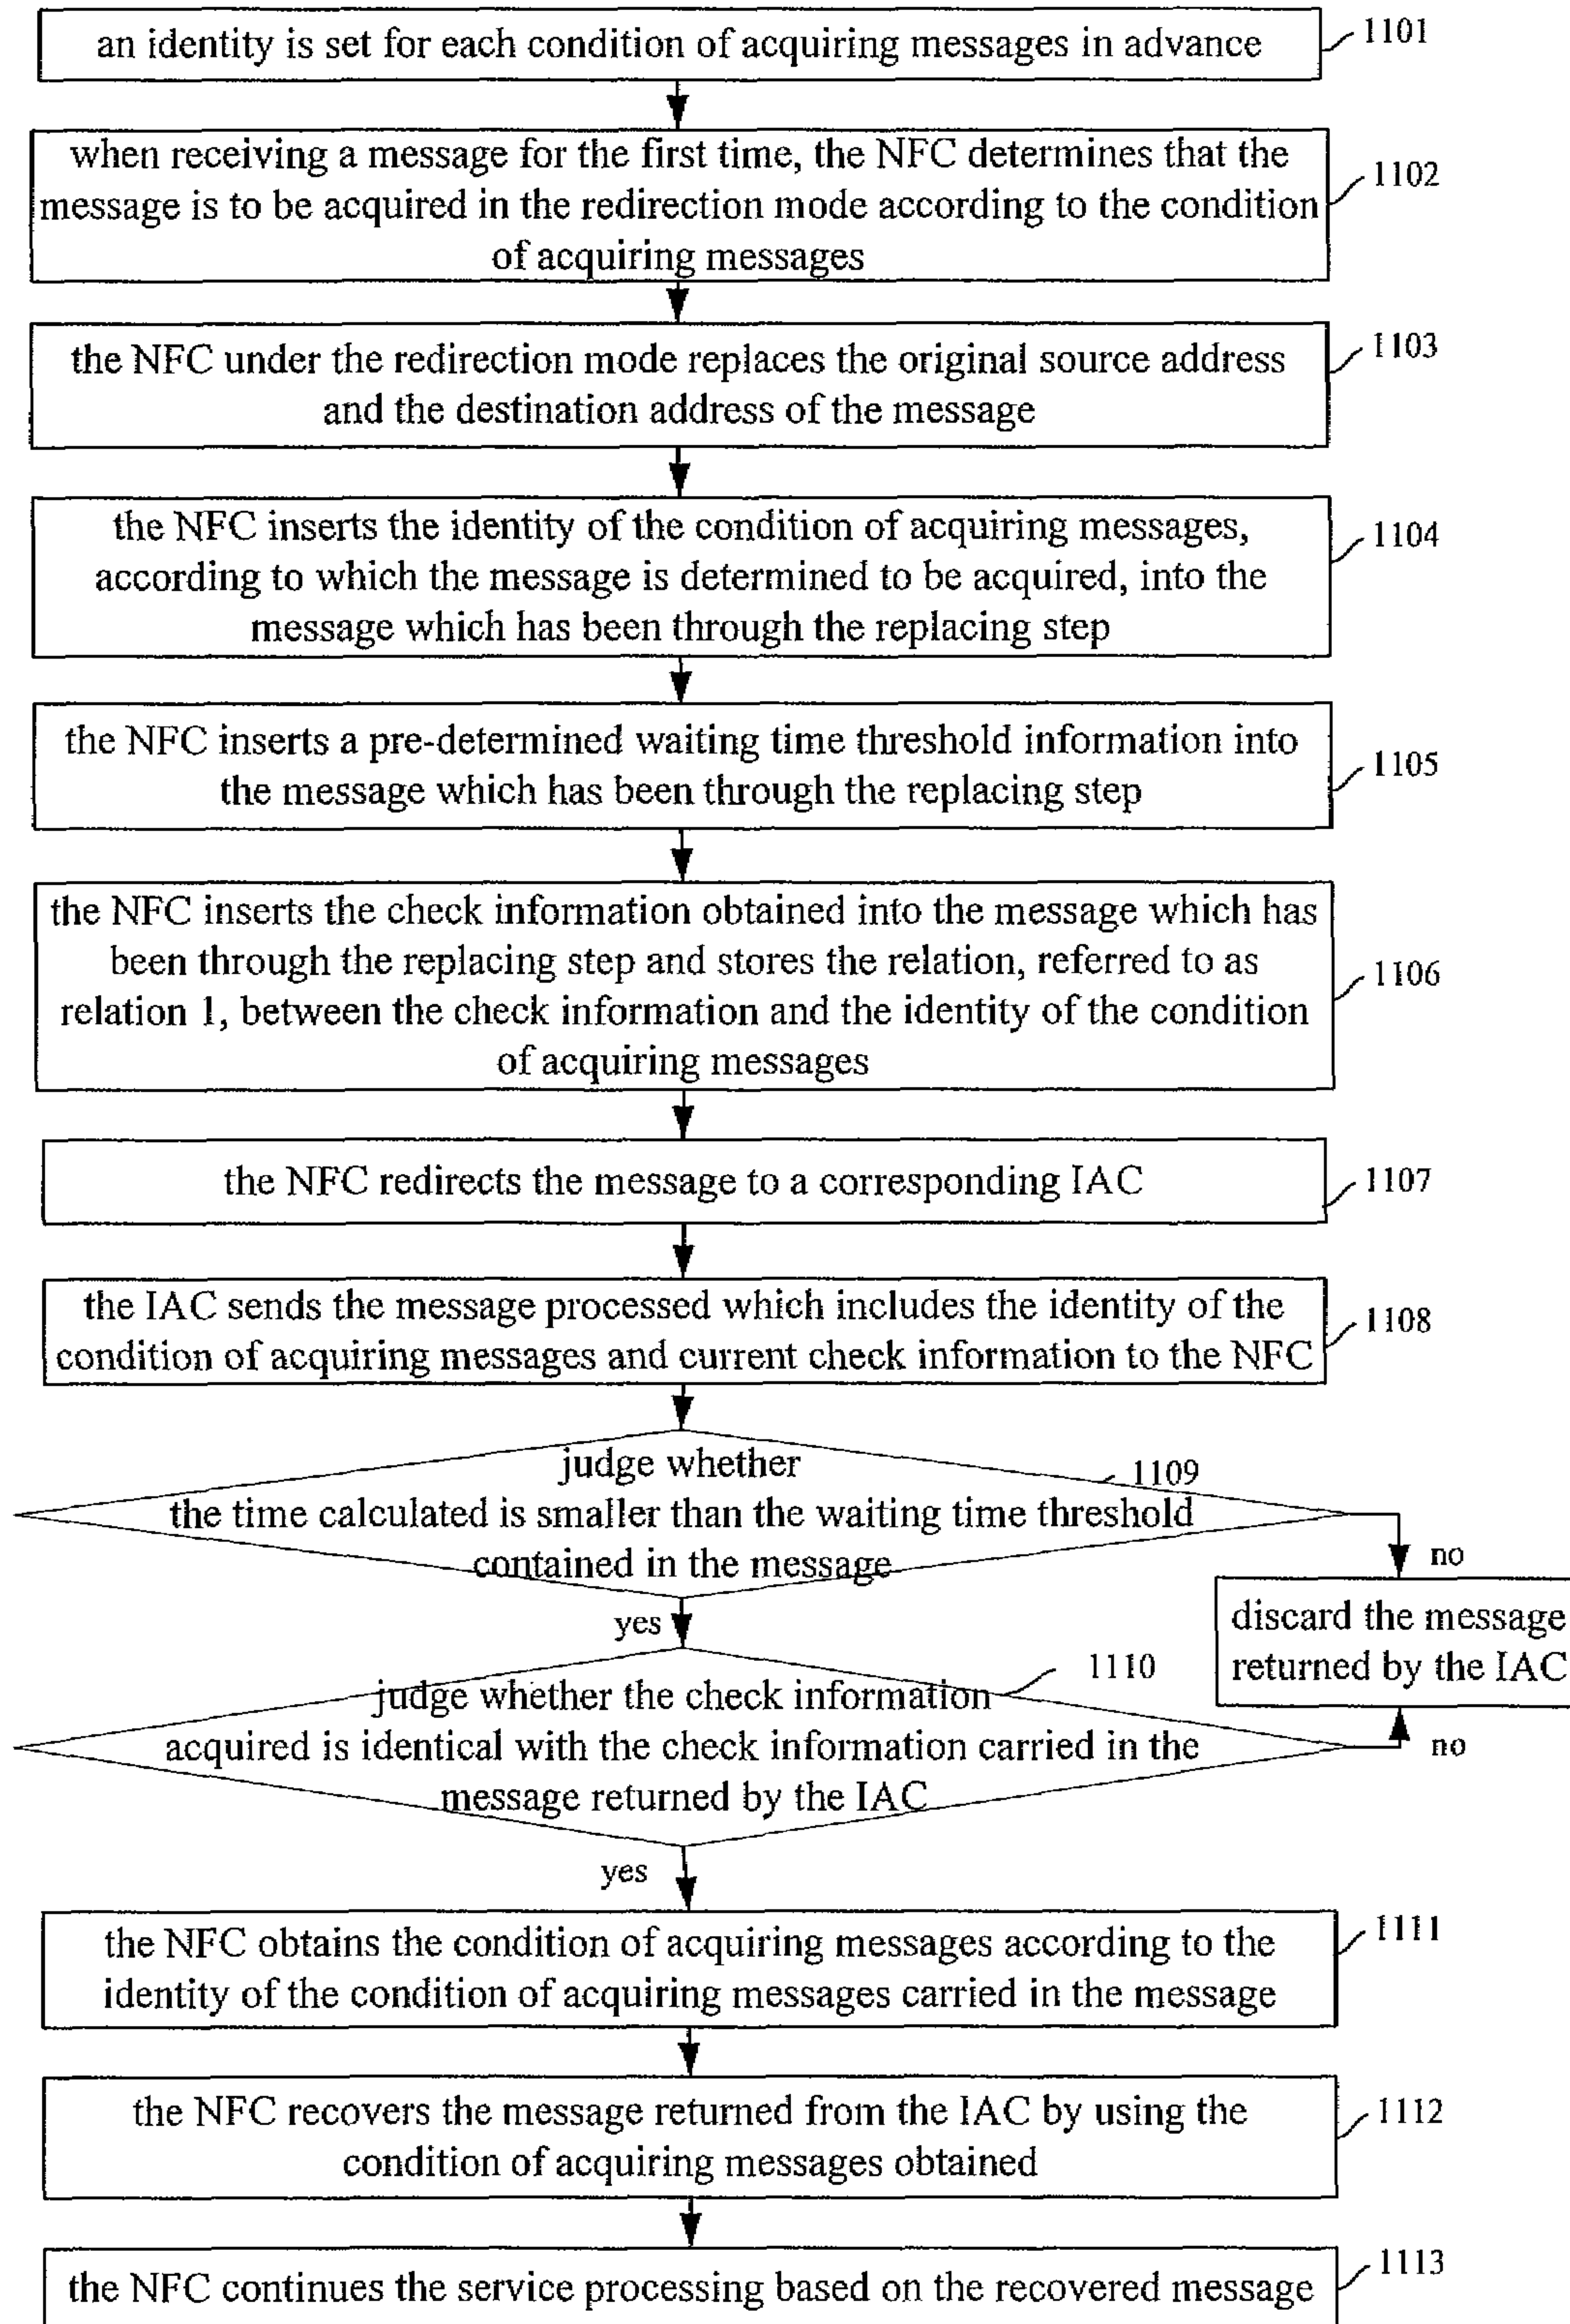 an identity is set for each condition of acquiring messages in advance
1101
when receiving a message for the first time, the NFC determines that the
message is to be acquired in the redirection mode according to the condition
of acquiring messages
1102
the NFC under the redirection mode replaces the original source address
and the destination address of the message
1103
the NFC inserts the identity of the condition of acquiring messages,
according to which the message is determined to be acquired, into the
message which has been through the replacing step
1104
the NFC inserts a pre-determined waiting time threshold information into
the message which has been through the replacing step
1105
the NFC inserts the check information obtained into the message which has
been through the replacing step and stores the relation, referred to as
relation 1, between the check information and the identity of the condition
of acquiring messages
1106
the NFC redirects the message to a corresponding IAC
1107
the IAC sends the message processed which includes the identity of the
condition of acquiring messages and current check information to the NFC
1108
judge whether
the time calculated is smaller than the waiting time threshold
contained in the message
1109
no
yes
discard the message
returned by the IAC
judge whether the check information
acquired is identical with the check information carried in the
message returned by the IAC
1110
no
yes
the NFC obtains the condition of acquiring messages according to the
identity of the condition of acquiring messages carried in the message
1111
the NFC recovers the message returned from the IAC by using the
condition of acquiring messages obtained
1112
the NFC continues the service processing based on the recovered message
1113